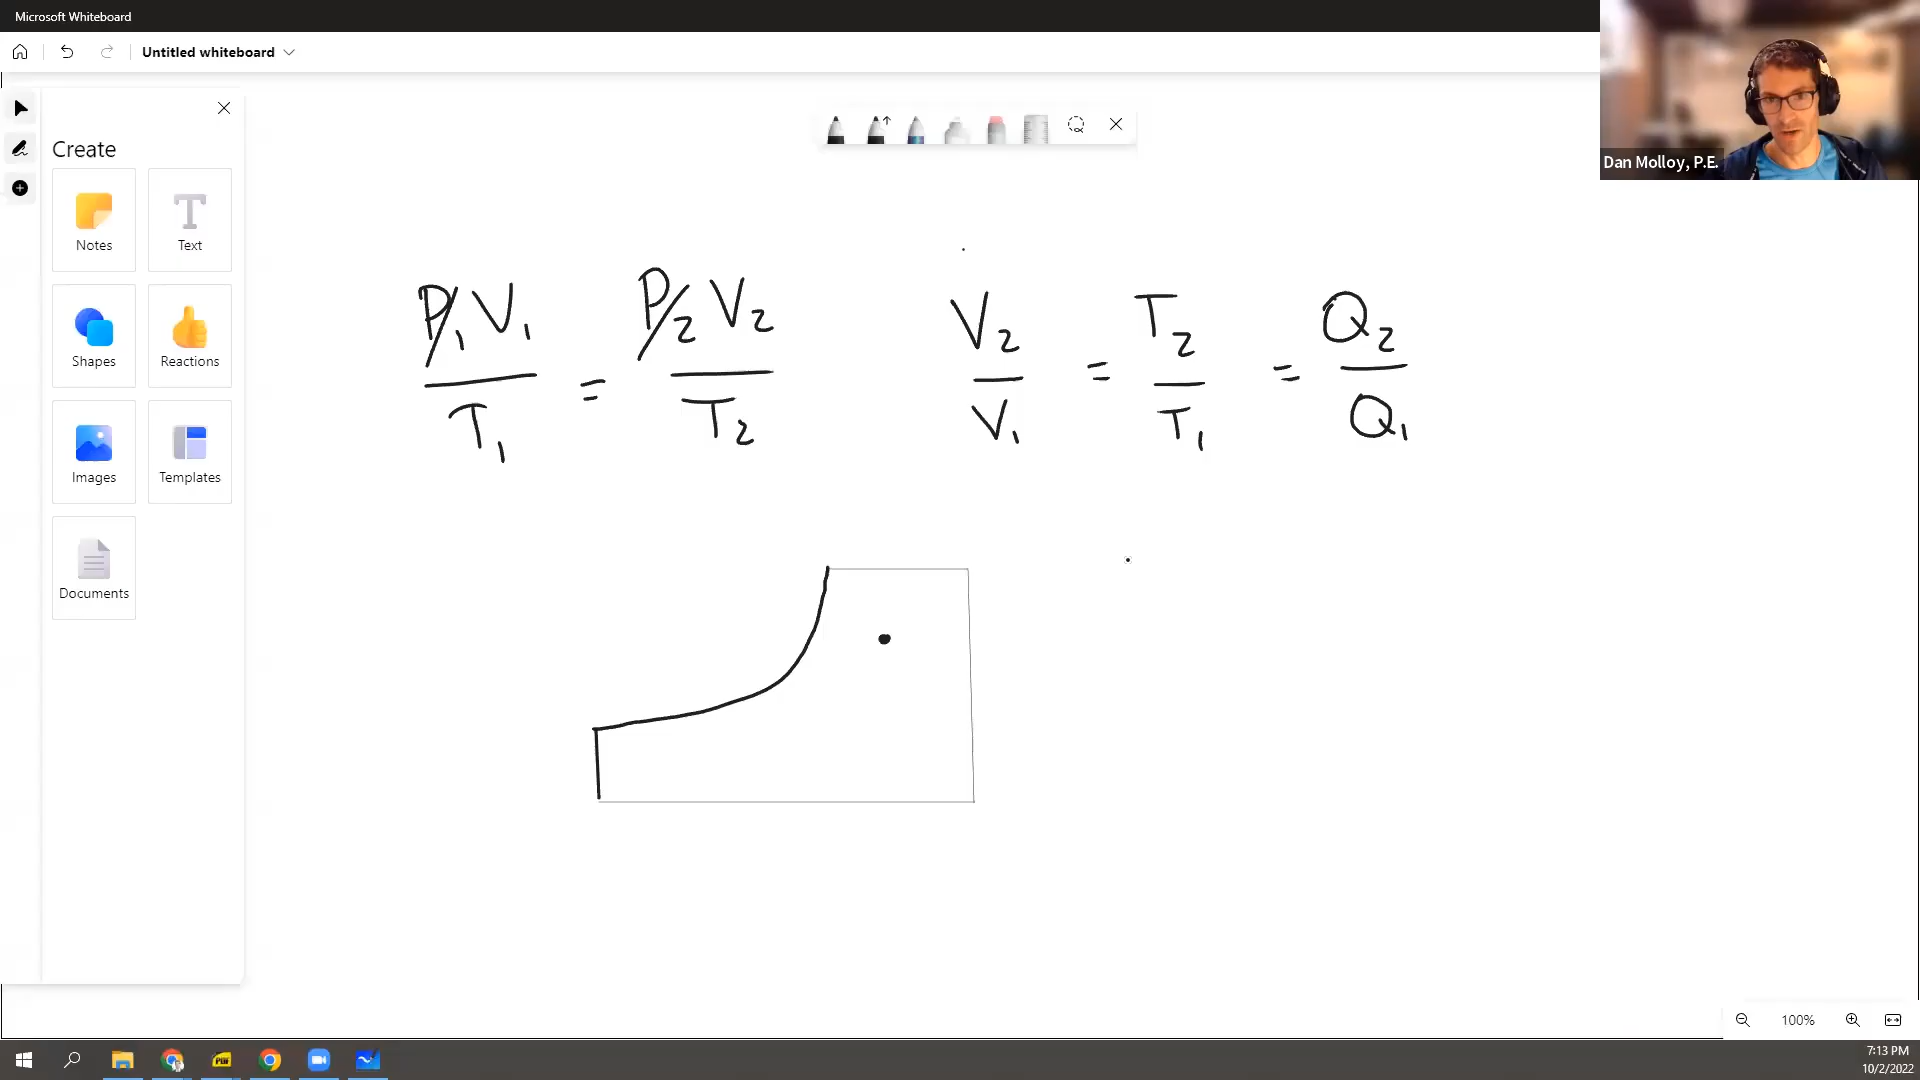 Microsoft Whiteboard
Untitled whiteboard
Dan Molloy, P.E.
Create
Notes
Text
Shapes
Reactions
Images
Templates
Documents
P₁V₁/T₁ = P₂V₂/T₂
V₂/V₁ = T₂/T₁ = Q₂/Q₁
100%
PDF
7:13 PM
10/2/2022